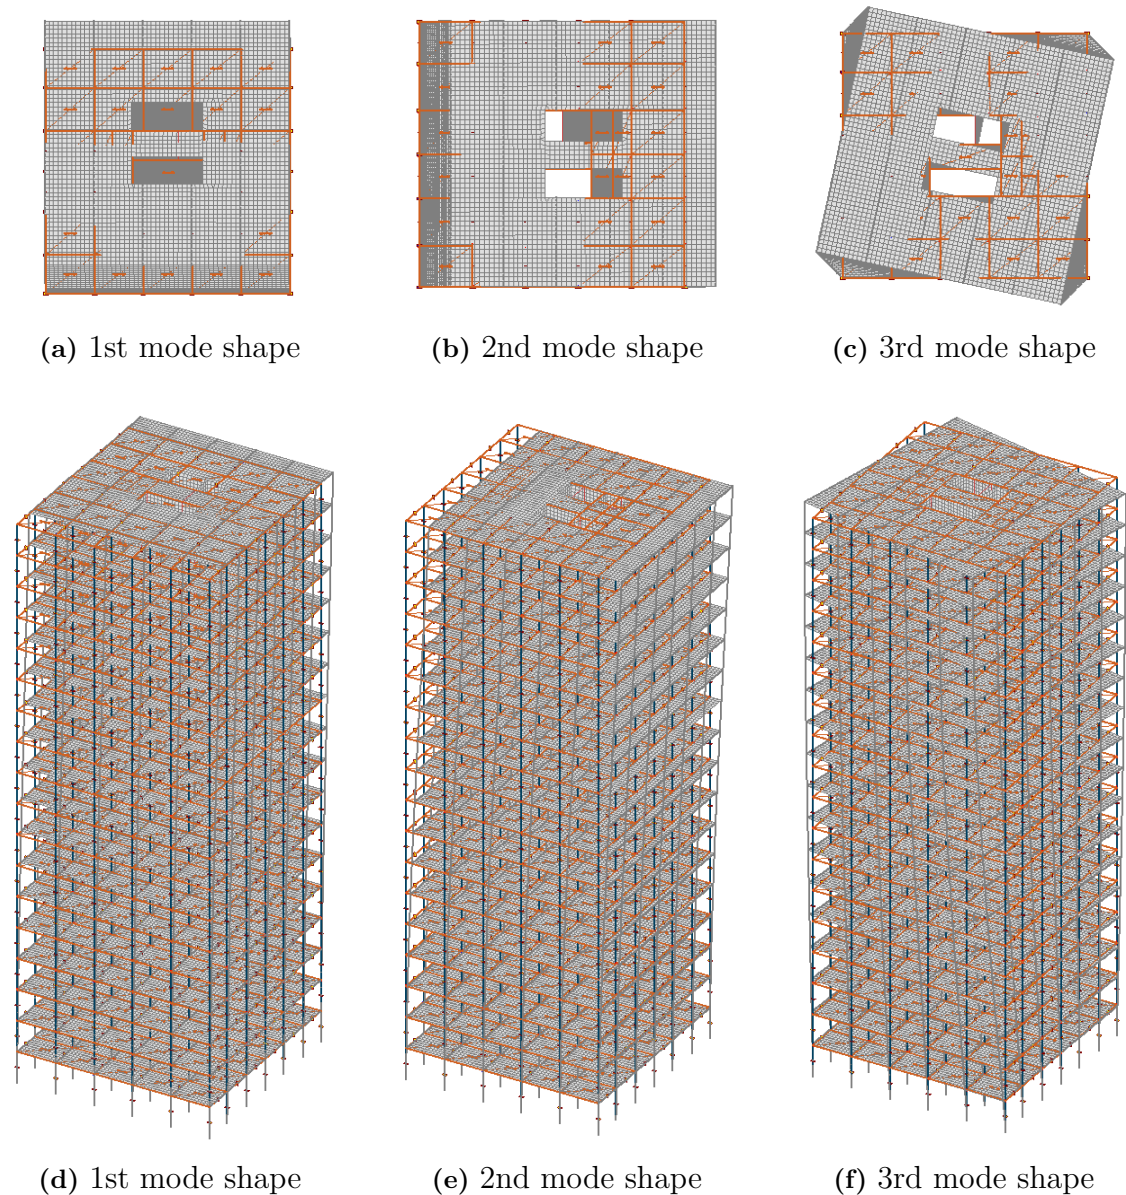 (a) 1st mode shape
(b) 2nd mode shape
(c) 3rd mode shape
(d) 1st mode shape
(e) 2nd mode shape
(f) 3rd mode shape